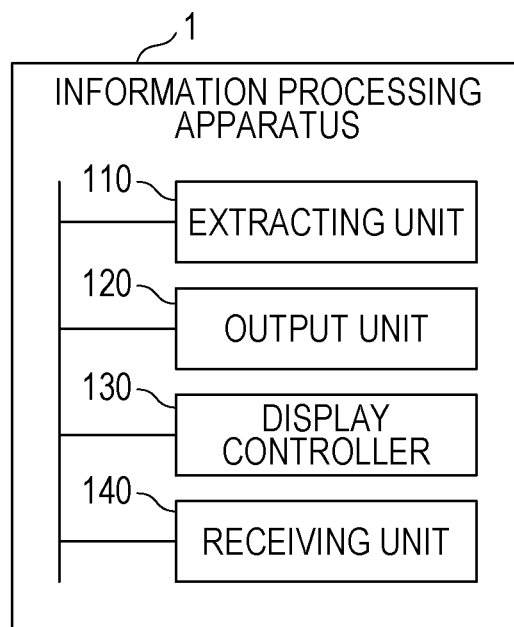 1
INFORMATION PROCESSING
APPARATUS
110
EXTRACTING UNIT
120
OUTPUT UNIT
130
DISPLAY
CONTROLLER
140
RECEIVING UNIT